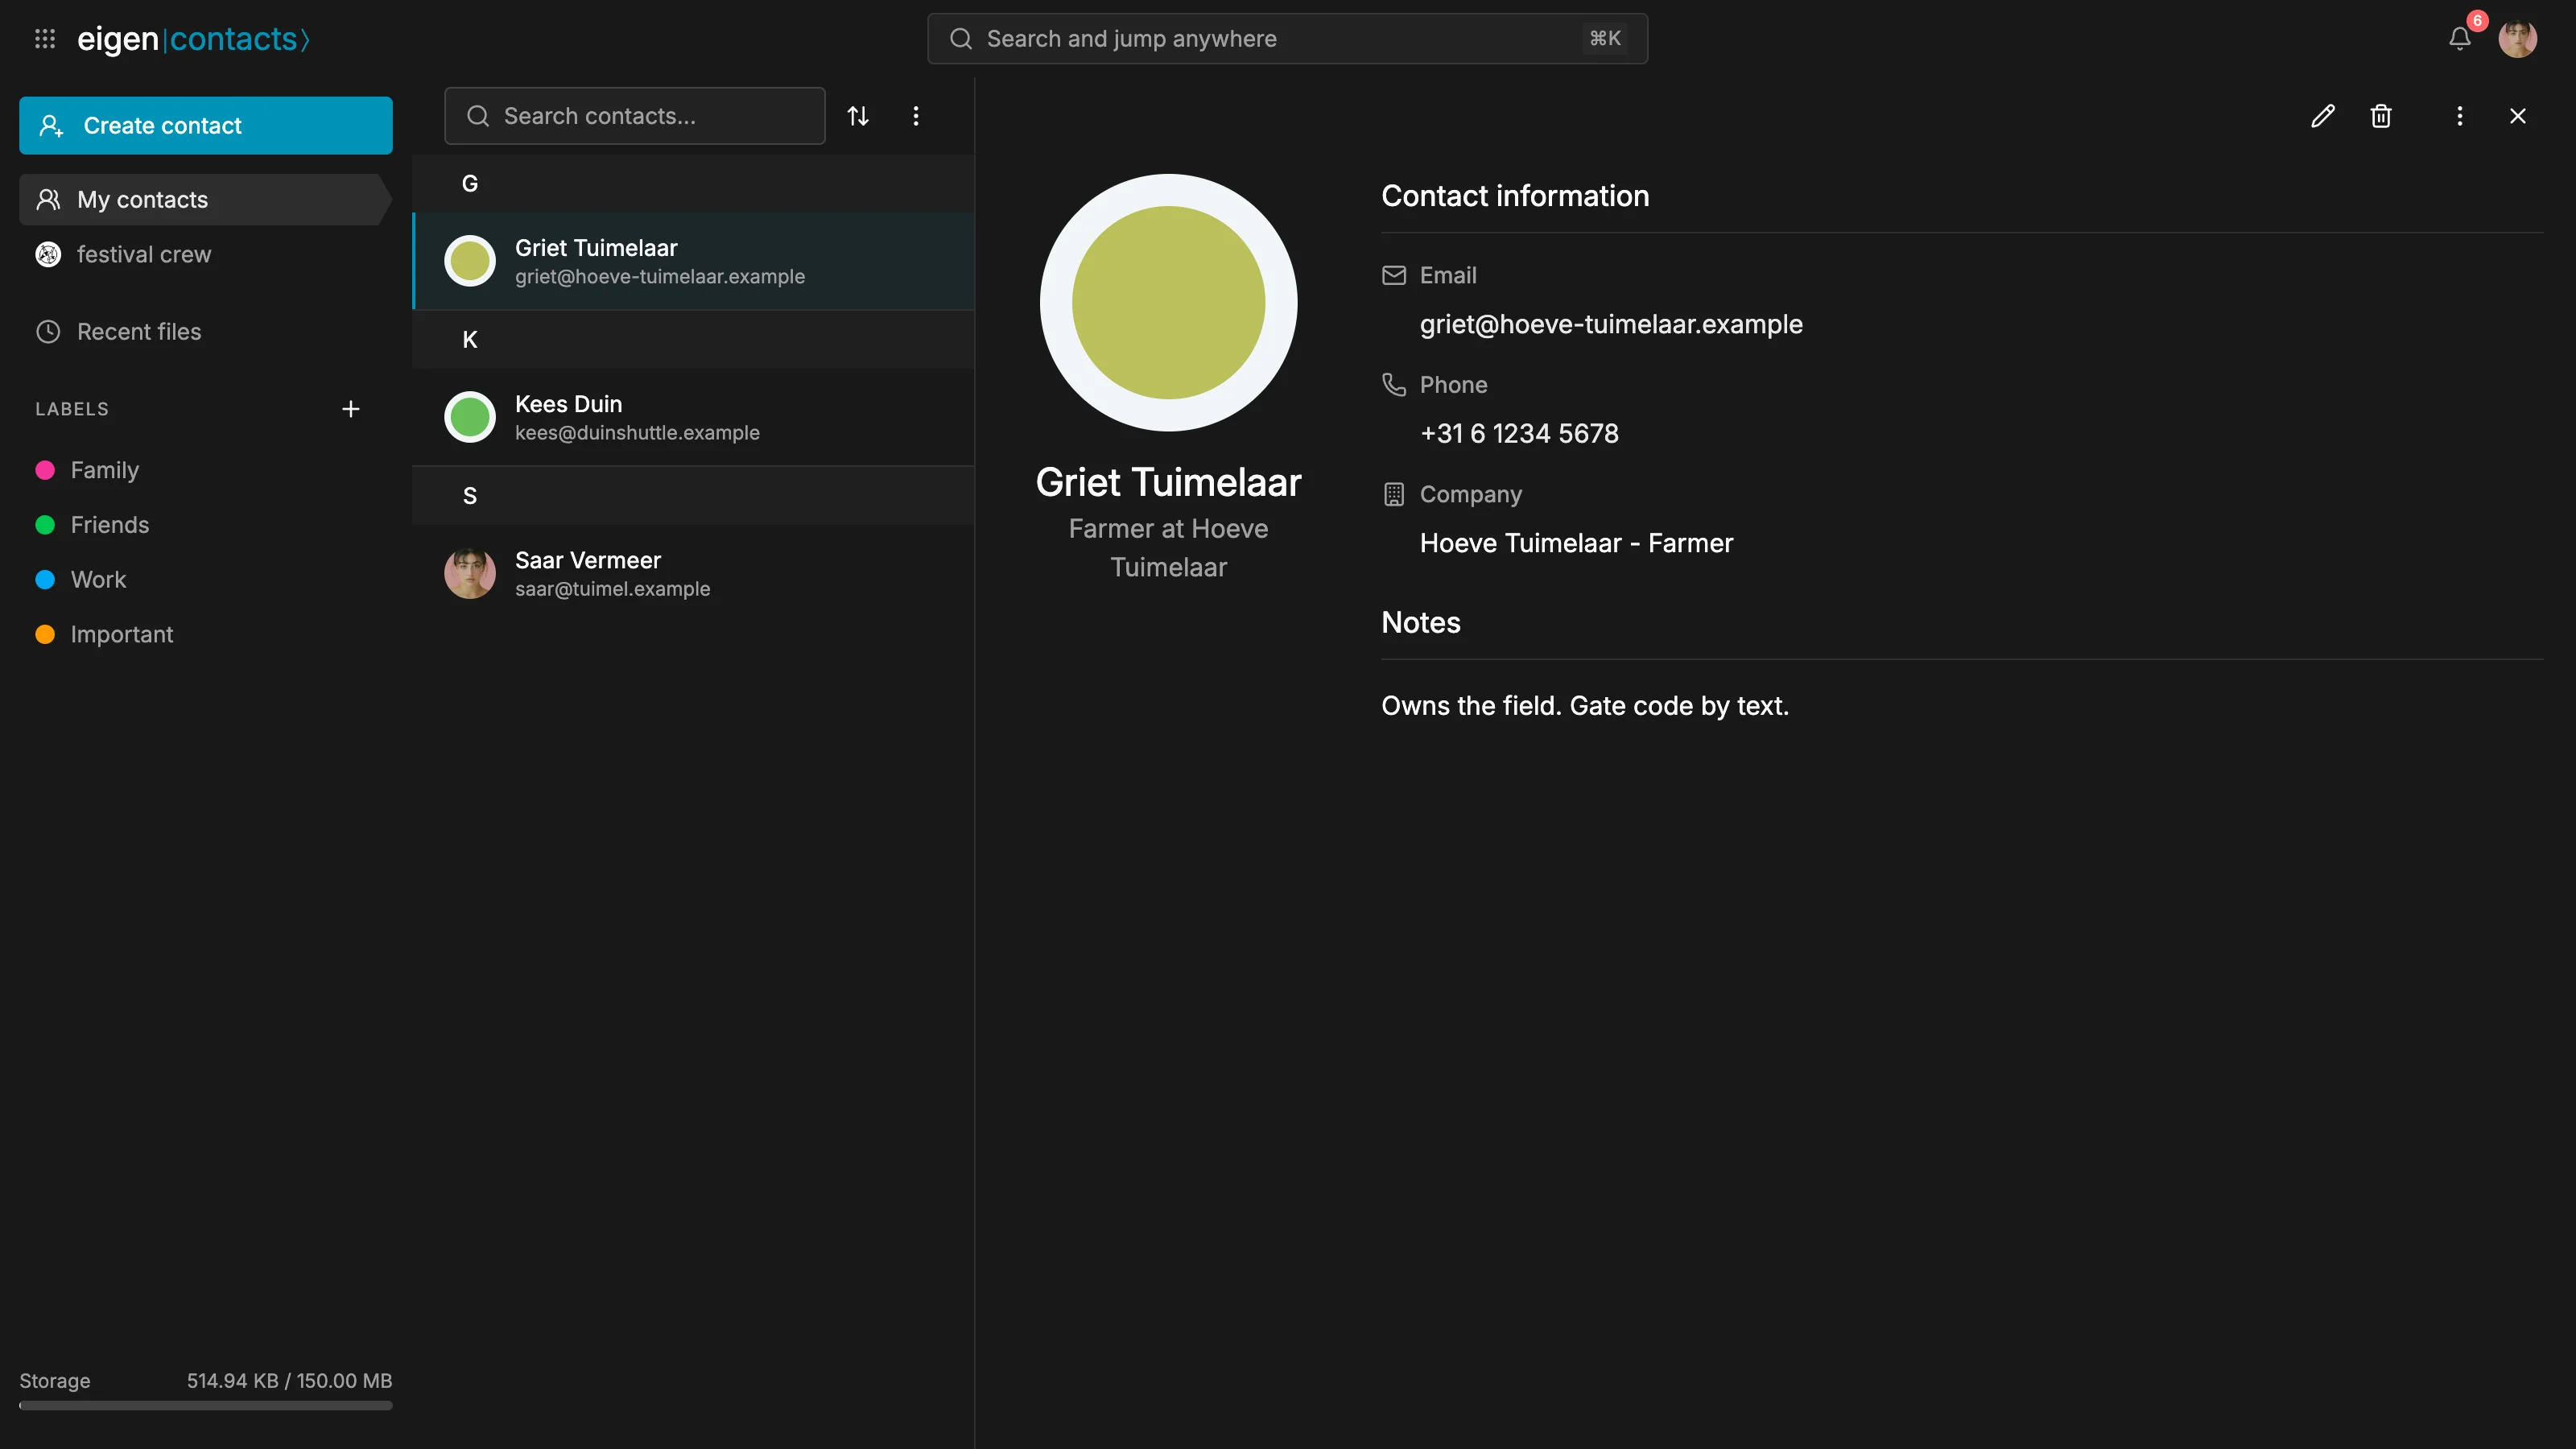 eigen|contacts〉
Search and jump anywhere
⌘K
6
Create contact
My contacts
festival crew
Recent files
LABELS
Family
Friends
Work
Important
Storage
514.94 KB / 150.00 MB
Search contacts...
G
Griet Tuimelaar
griet@hoeve-tuimelaar.example
K
Kees Duin
kees@duinshuttle.example
S
Saar Vermeer
saar@tuimel.example
Griet Tuimelaar
Farmer at Hoeve
Tuimelaar
Contact information
Email
griet@hoeve-tuimelaar.example
Phone
+31 6 1234 5678
Company
Hoeve Tuimelaar - Farmer
Notes
Owns the field. Gate code by text.